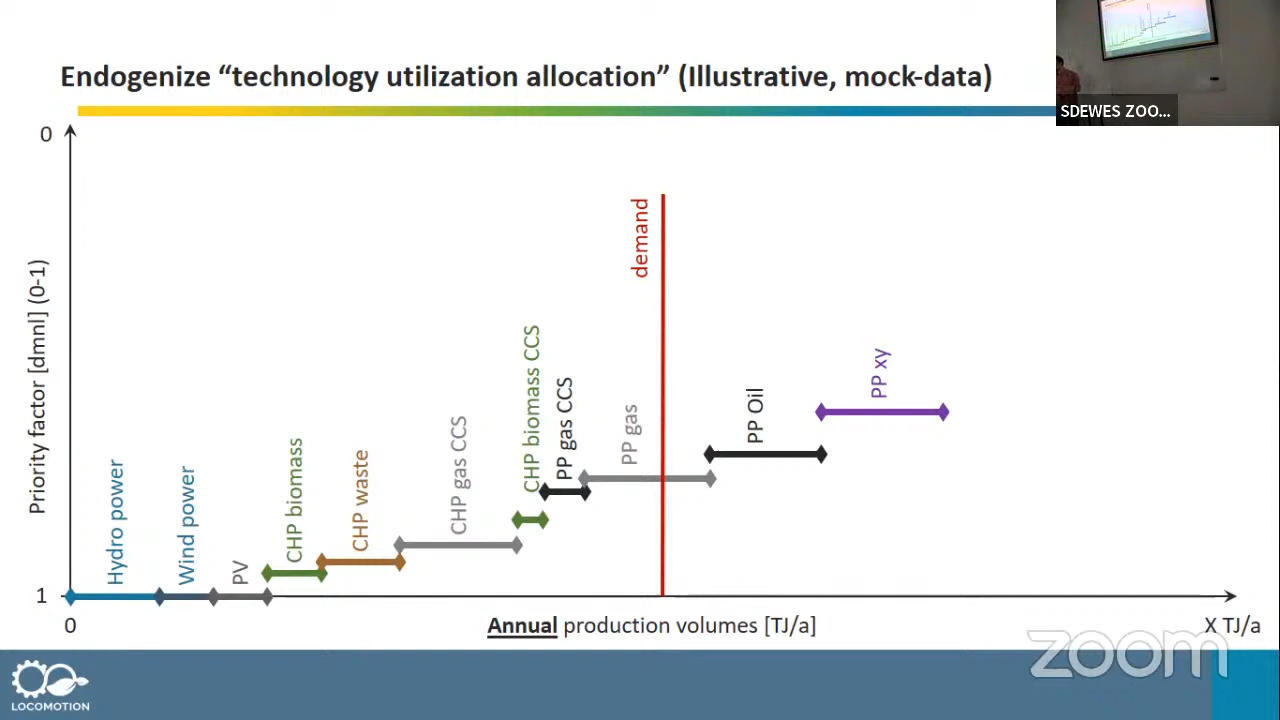 Endogenize “technology utilization allocation” (Illustrative, mock-data)
SDEWES ZOO...
0
Priority factor [dmnl] (0-1)
1
Hydro power
Wind power
PV
CHP biomass
CHP waste
CHP gas CCS
CHP biomass CCS
PP gas CCS
PP gas
demand
PP Oil
PP xy
0
Annual production volumes [TJ/a]
X TJ/a
zoom
LOCOMOTION